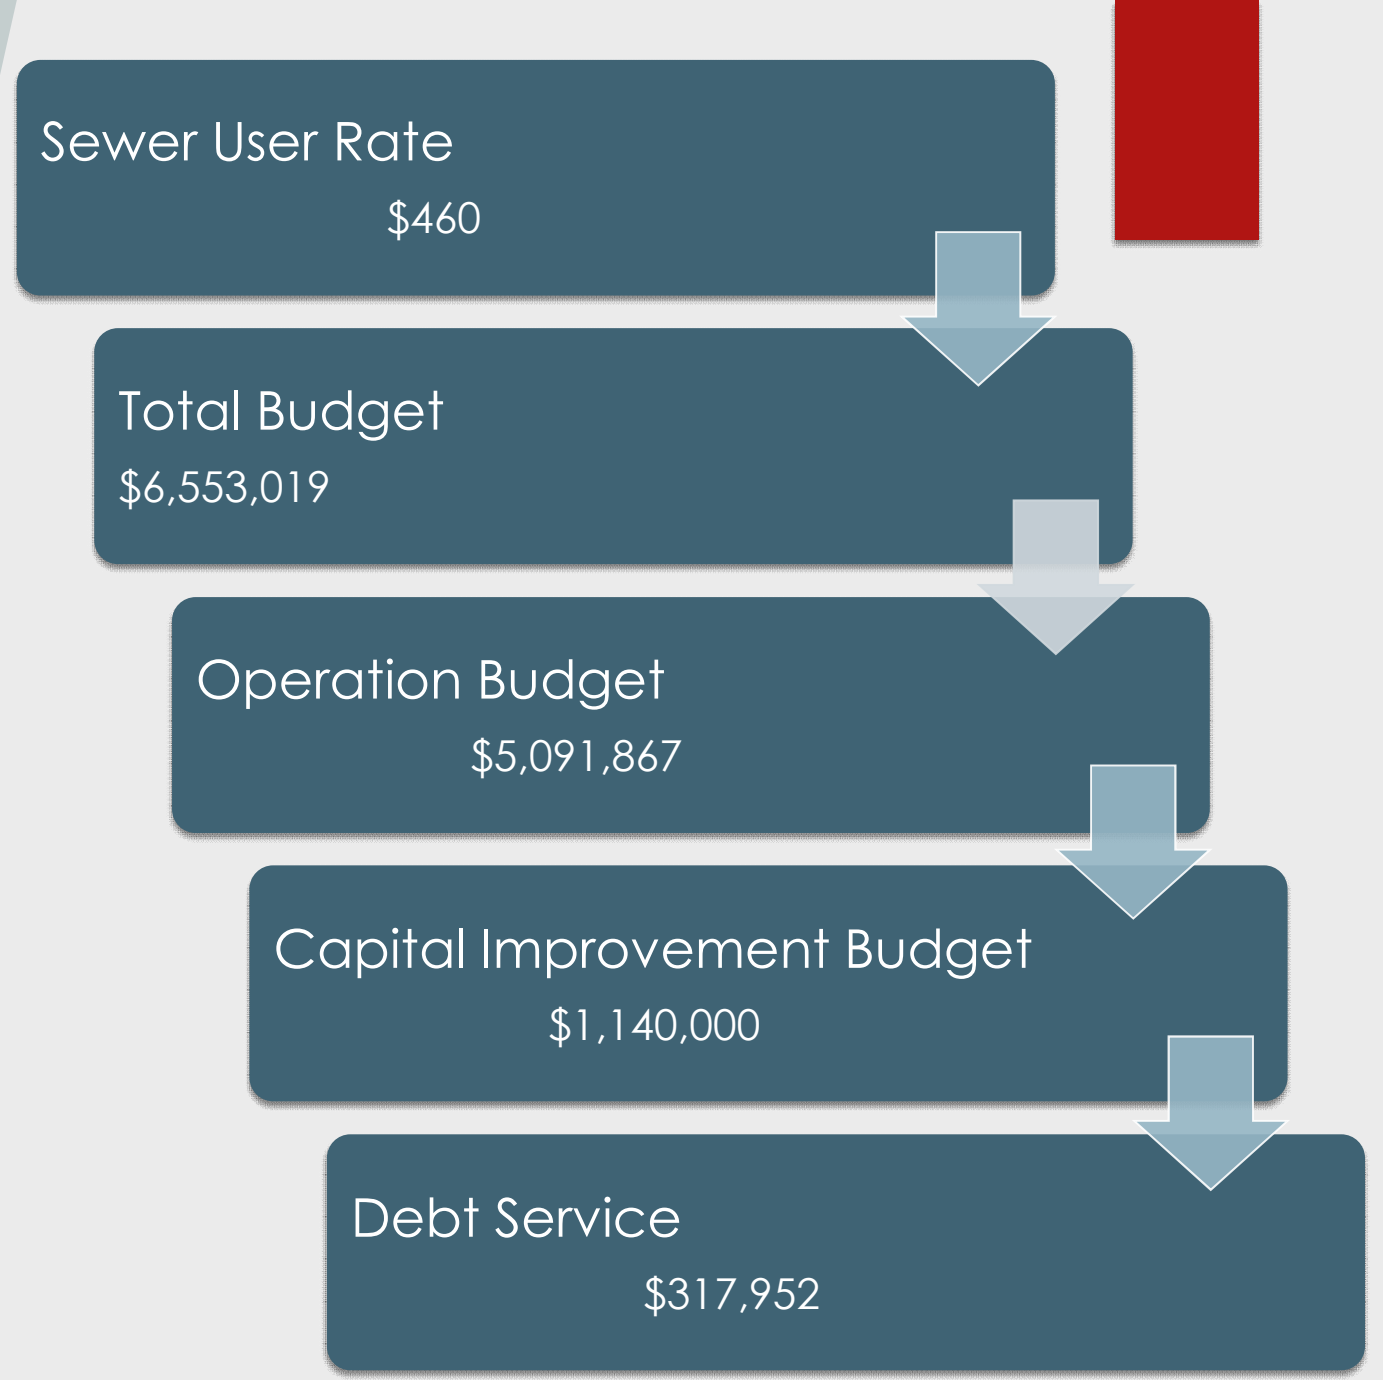 Sewer User Rate
$460
Total Budget
$6,553,019
Operation Budget
$5,091,867
Capital Improvement Budget
$1,140,000
Debt Service
$317,952